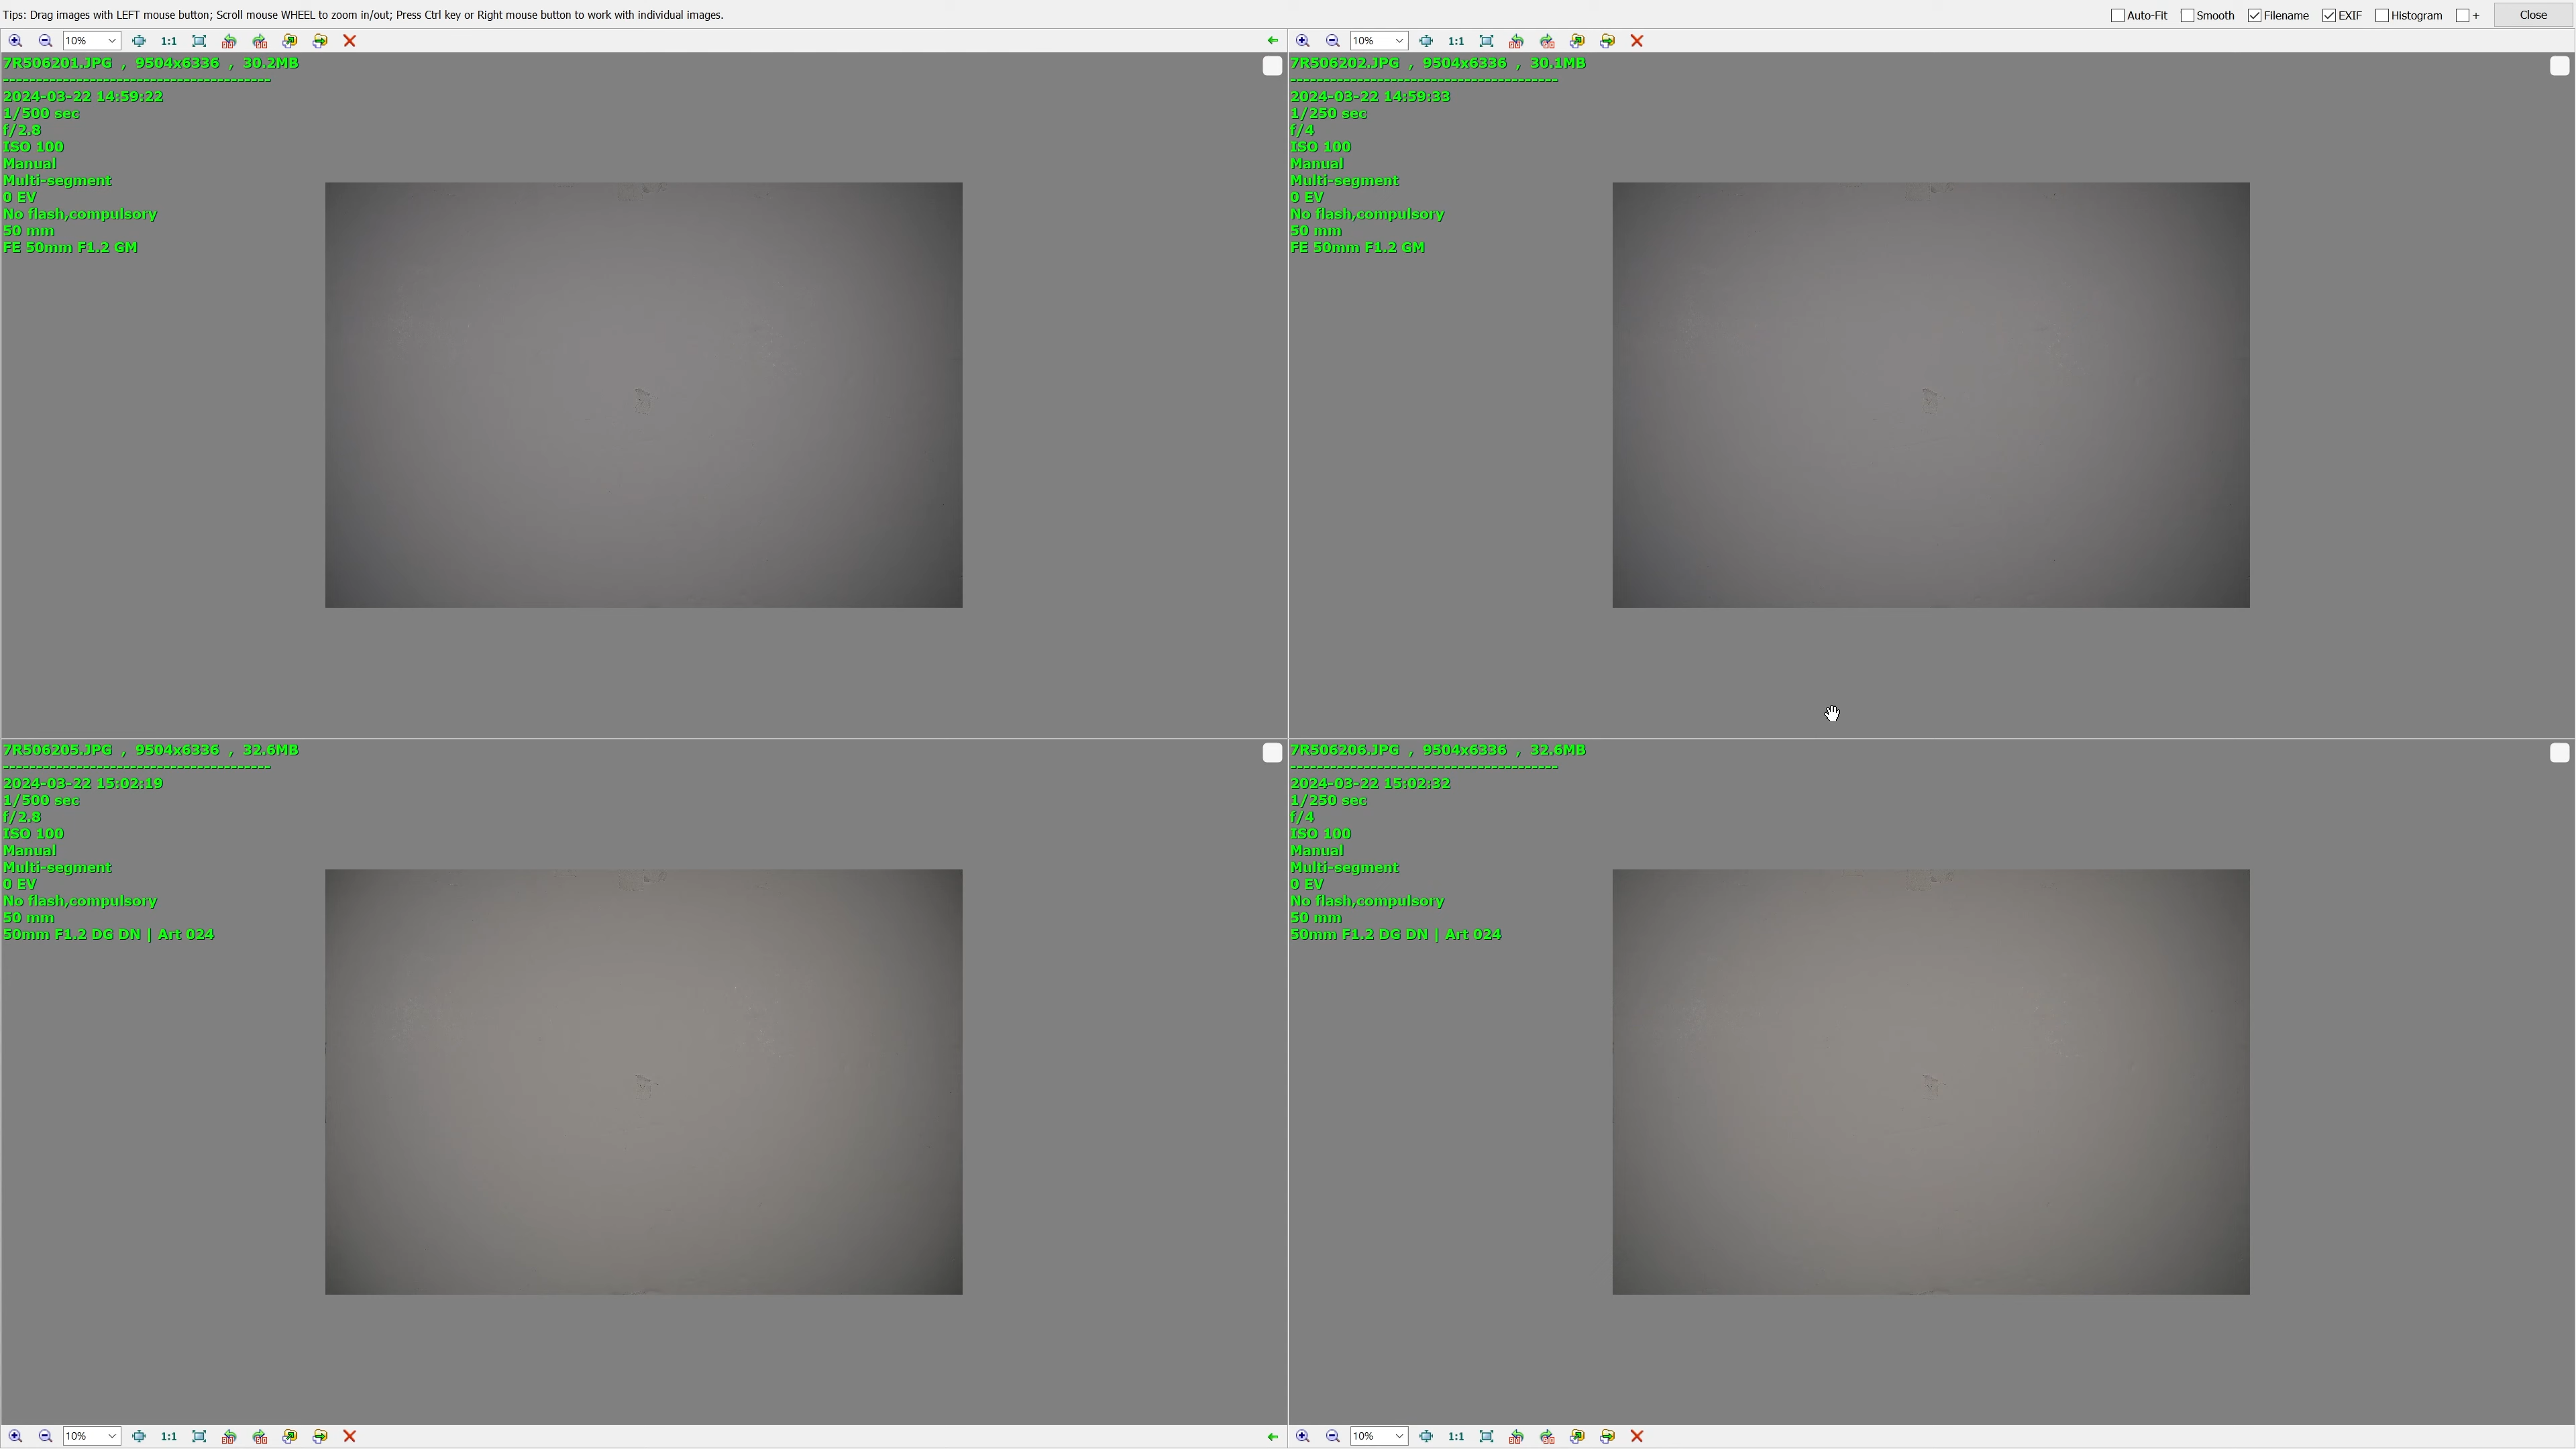 Tips: Drag images with LEFT mouse button; Scroll mouse WHEEL to zoom in/out; Press Ctrl key or Right mouse button to work with individual images.
Auto-Fit Smooth Filename EXIF Histogram + Close
10% 1:1
10% 1:1
7R506201.JPG , 9504x6336 , 30.2MB
----------------------------------------
2024-03-22 14:59:22
1/500 sec
f/2.8
ISO 100
Manual
Multi-segment
0 EV
No flash,compulsory
50 mm
FE 50mm F1.2 GM
7R506202.JPG , 9504x6336 , 30.1MB
----------------------------------------
2024-03-22 14:59:33
1/250 sec
f/4
ISO 100
Manual
Multi-segment
0 EV
No flash,compulsory
50 mm
FE 50mm F1.2 GM
7R506205.JPG , 9504x6336 , 32.6MB
----------------------------------------
2024-03-22 15:02:19
1/500 sec
f/2.8
ISO 100
Manual
Multi-segment
0 EV
No flash,compulsory
50 mm
50mm F1.2 DG DN | Art 024
7R506206.JPG , 9504x6336 , 32.6MB
----------------------------------------
2024-03-22 15:02:32
1/250 sec
f/4
ISO 100
Manual
Multi-segment
0 EV
No flash,compulsory
50 mm
50mm F1.2 DG DN | Art 024
10% 1:1
10% 1:1